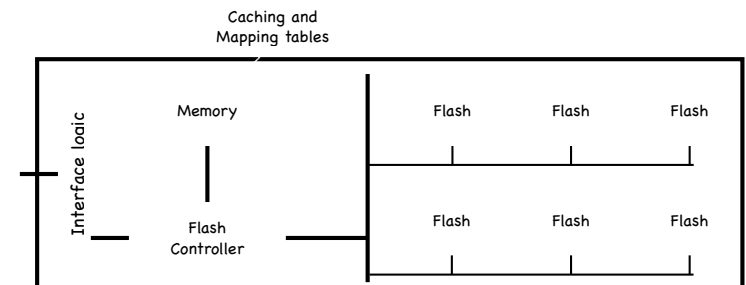 Caching and
Mapping tables
Memory
Flash
Flash
Flash
Interface logic
Flash
Controller
Flash
Flash
Flash